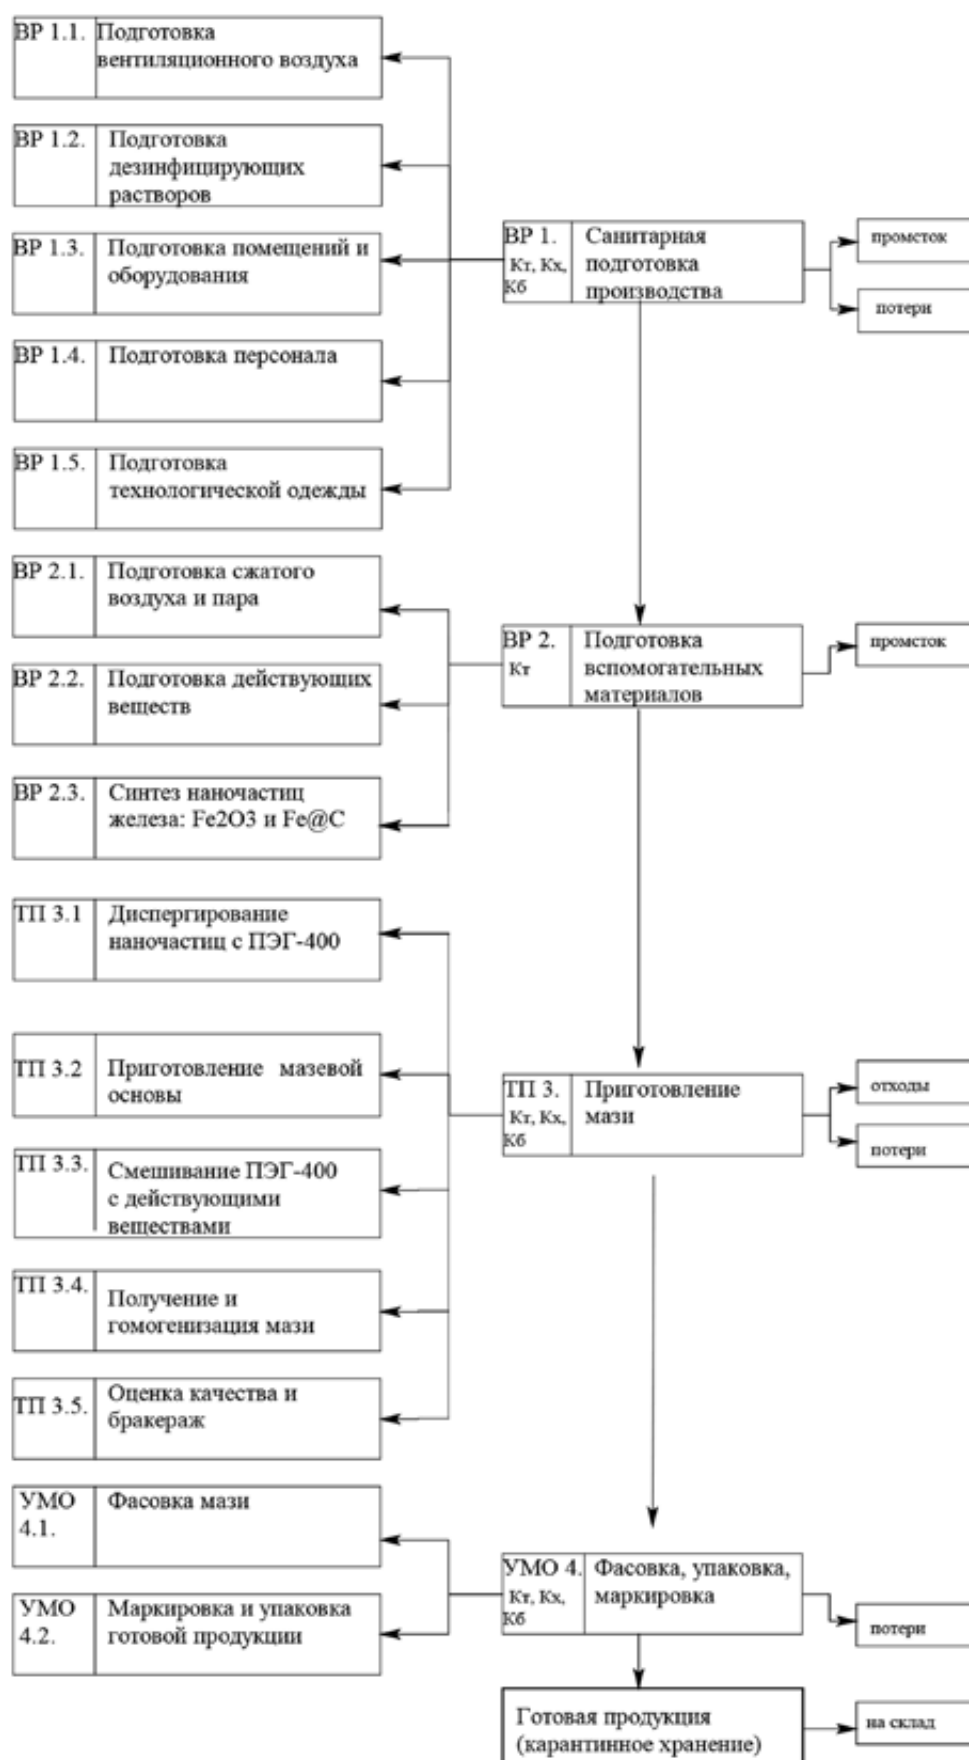 ВР 1.1. Подготовка
вентиляционного воздуха
ВР 1.2. Подготовка
дезинфицирующих
растворов
ВР 1.3. Подготовка помещений и
оборудования
ВР 1.4. Подготовка персонала
ВР 1.5. Подготовка
технологической одежды
ВР 1. Санитарная
Кт, Кх, подготовка
Кб производства
промсток
потери
ВР 2.1. Подготовка сжатого
воздуха и пара
ВР 2.2. Подготовка действующих
веществ
ВР 2.3. Синтез наночастиц
железа: Fe2O3 и Fe@C
ВР 2. Подготовка
Кт вспомогательных
материалов
промсток
ТП 3.1 Диспергирование
наночастиц с ПЭГ-400
ТП 3.2 Приготовление мазевой
основы
ТП 3.3. Смешивание ПЭГ-400
с действующими
веществами
ТП 3.4. Получение и
гомогенизация мази
ТП 3.5. Оценка качества и
бракераж
ТП 3. Приготовление
Кт, Кх, мази
Кб
отходы
потери
УМО Фасовка мази
4.1.
УМО Маркировка и упаковка
4.2. готовой продукции
УМО 4. Фасовка, упаковка,
Кт, Кх, маркировка
Кб
потери
Готовая продукция
(карантинное хранение)
на склад